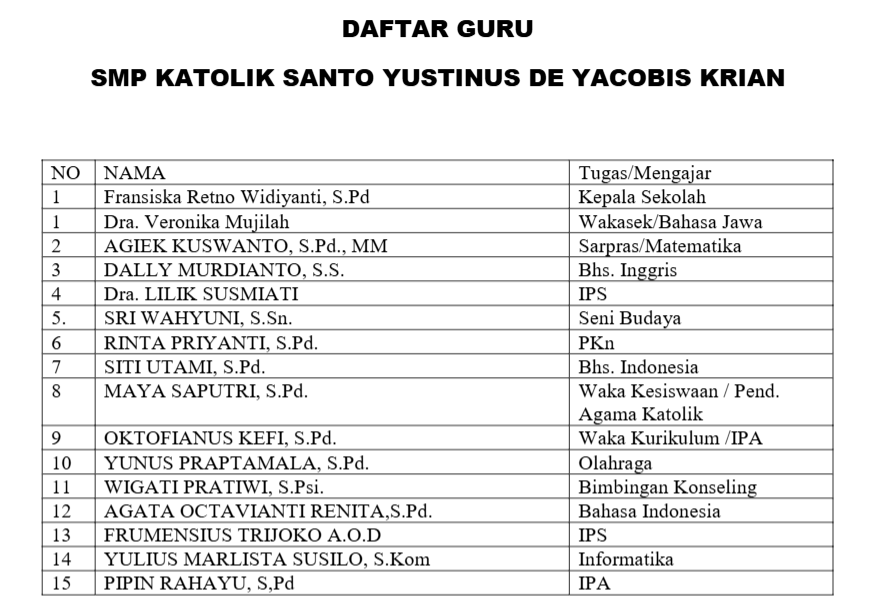 DAFTAR GURU
SMP KATOLIK SANTO YUSTINUS DE YACOBIS KRIAN
NO NAMA Tugas/Mengajar
1 Fransiska Retno Widiyanti, S.Pd Kepala Sekolah
1 Dra. Veronika Mujilah Wakasek/Bahasa Jawa
2 AGIEK KUSWANTO, S.Pd., MM Sarpras/Matematika
3 DALLY MURDIANTO, S.S. Bhs. Inggris
4 Dra. LILIK SUSMIATI IPS
5. SRI WAHYUNI, S.Sn. Seni Budaya
6 RINTA PRIYANTI, S.Pd. PKn
7 SITI UTAMI, S.Pd. Bhs. Indonesia
8 MAYA SAPUTRI, S.Pd. Waka Kesiswaan / Pend.
Agama Katolik
9 OKTOFIANUS KEFI, S.Pd. Waka Kurikulum /IPA
10 YUNUS PRAPTAMALA, S.Pd. Olahraga
11 WIGATI PRATIWI, S.Psi. Bimbingan Konseling
12 AGATA OCTAVIANTI RENITA,S.Pd. Bahasa Indonesia
13 FRUMENSIUS TRIJOKO A.O.D IPS
14 YULIUS MARLISTA SUSILO, S.Kom Informatika
15 PIPIN RAHAYU, S,Pd IPA